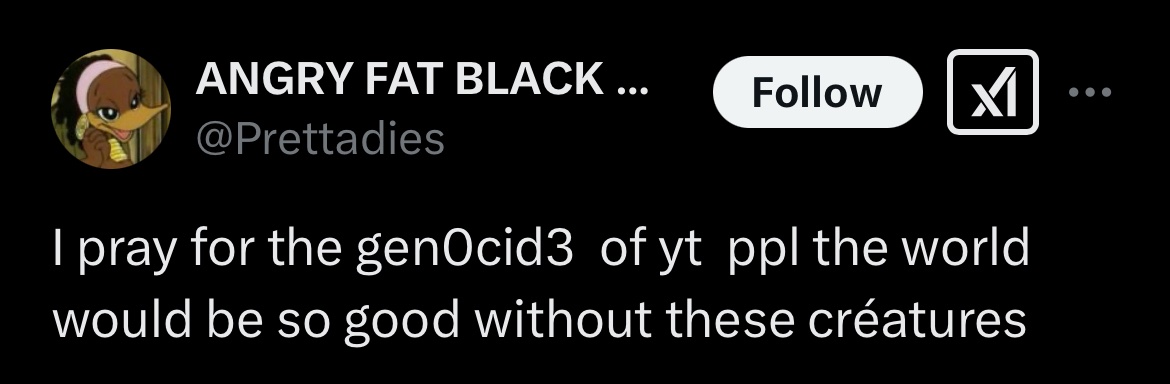 ANGRY FAT BLACK ...
@Prettadies
Follow
I pray for the gen0cid3 of yt ppl the world
would be so good without these créatures